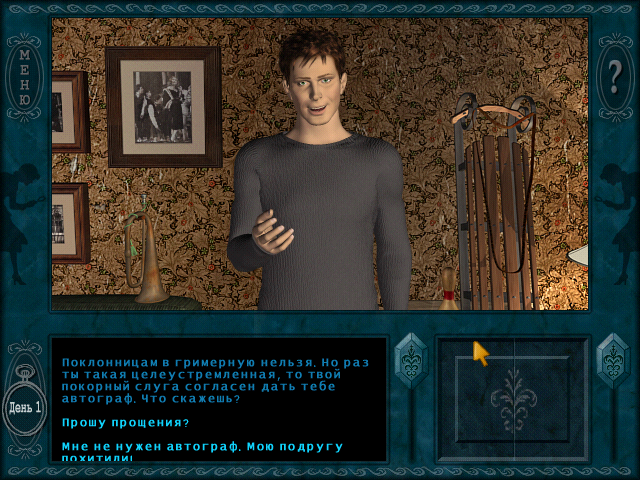 МЕНЮ
?
Поклонницам в гримерную нельзя. Но раз
ты такая целеустремленная, то твой
покорный слуга согласен дать тебе
автограф. Что скажешь?
Прошу прощения?
Мне не нужен автограф. Мою подругу
похитили!
День 1